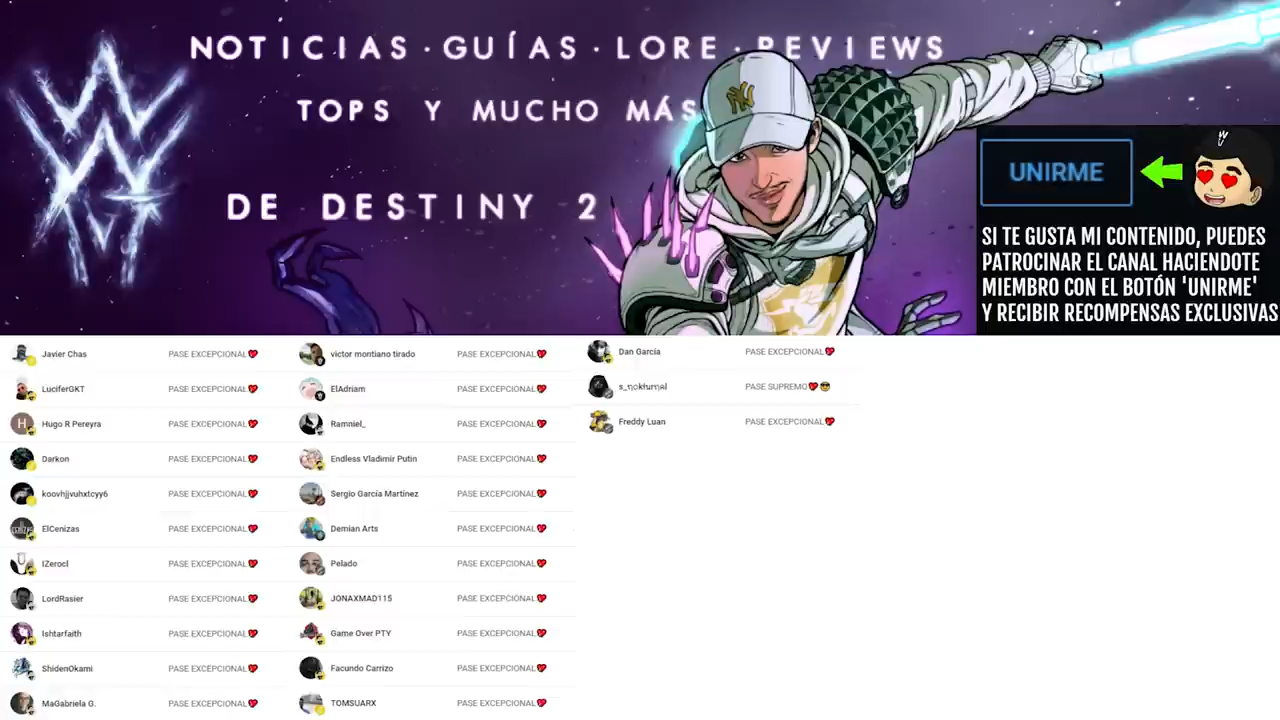 NOTICIAS · GUÍAS · LORE · REVIEWS
TOPS Y MUCHO MÁS
DE DESTINY 2
UNIRME
SI TE GUSTA MI CONTENIDO, PUEDES
PATROCINAR EL CANAL HACIENDOTE
MIEMBRO CON EL BOTÓN 'UNIRME'
Y RECIBIR RECOMPENSAS EXCLUSIVAS
Javier Chas PASE EXCEPCIONAL
LuciferGKT PASE EXCEPCIONAL
H Hugo R Pereyra PASE EXCEPCIONAL
Darkon PASE EXCEPCIONAL
koovhjjvuhxtcyy6 PASE EXCEPCIONAL
ElCenizas PASE EXCEPCIONAL
IZerocl PASE EXCEPCIONAL
LordRasier PASE EXCEPCIONAL
Ishtarfaith PASE EXCEPCIONAL
ShidenOkami PASE EXCEPCIONAL
MaGabriela G. PASE EXCEPCIONAL
victor montiano tirado PASE EXCEPCIONAL
ElAdriam PASE EXCEPCIONAL
Ramniel_ PASE EXCEPCIONAL
Endless Vladimir Putin PASE EXCEPCIONAL
Sergio García Martínez PASE EXCEPCIONAL
Demian Arts PASE EXCEPCIONAL
Pelado PASE EXCEPCIONAL
JONAXMAD115 PASE EXCEPCIONAL
Game Over PTY PASE EXCEPCIONAL
Facundo Carrizo PASE EXCEPCIONAL
TOMSUARX PASE EXCEPCIONAL
Dan García PASE EXCEPCIONAL
PASE SUPREMO
Freddy Luan PASE EXCEPCIONAL